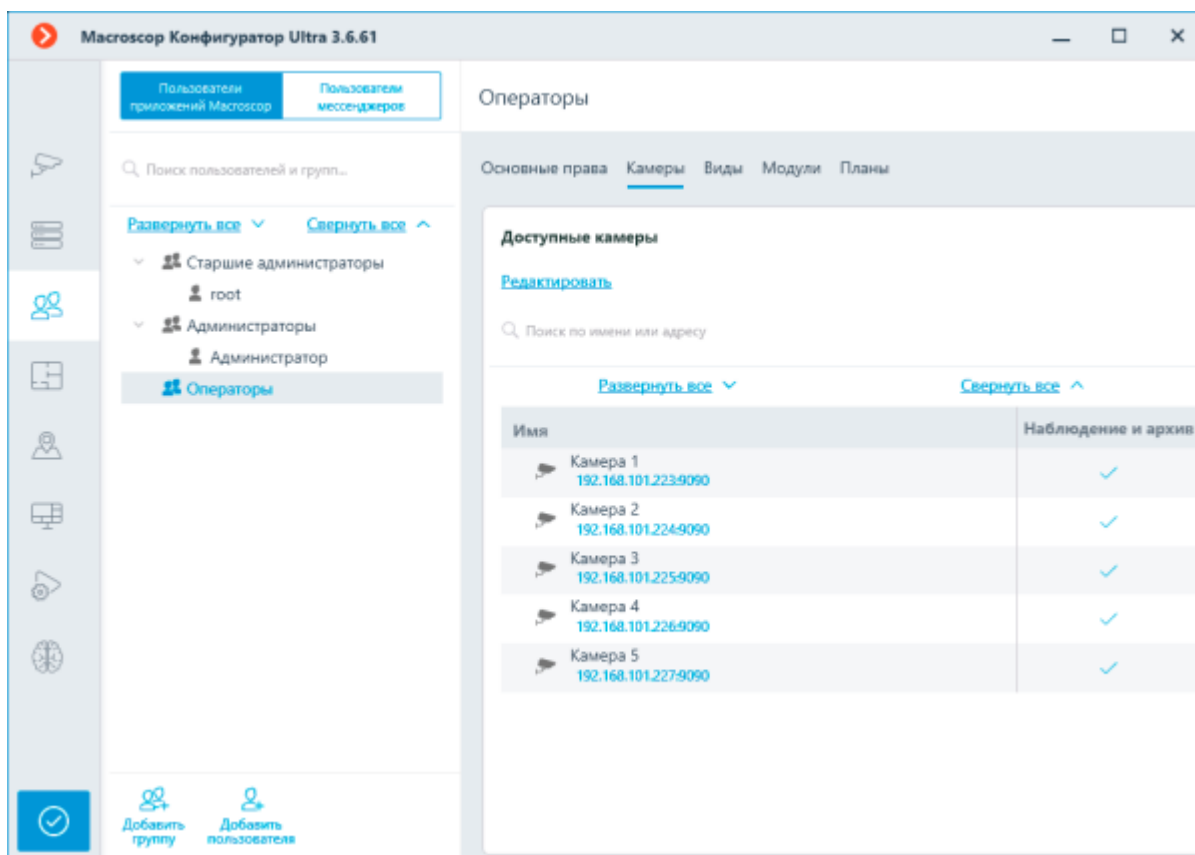 Macroscop Конфигуратор Ultra 3.6.61
Пользователи
приложений Macroscop
Пользователи
мессенджеров
Поиск пользователей и групп...
Развернуть все
Свернуть все
Старшие администраторы
root
Администраторы
Администратор
Операторы
Добавить
группу
Добавить
пользователя
Операторы
Основные права Камеры Виды Модули Планы
Доступные камеры
Редактировать
Поиск по имени или адресу
Развернуть все
Свернуть все
Имя
Наблюдение и архив
Камера 1
192.168.101.223:9090
Камера 2
192.168.101.224:9090
Камера 3
192.168.101.225:9090
Камера 4
192.168.101.226:9090
Камера 5
192.168.101.227:9090